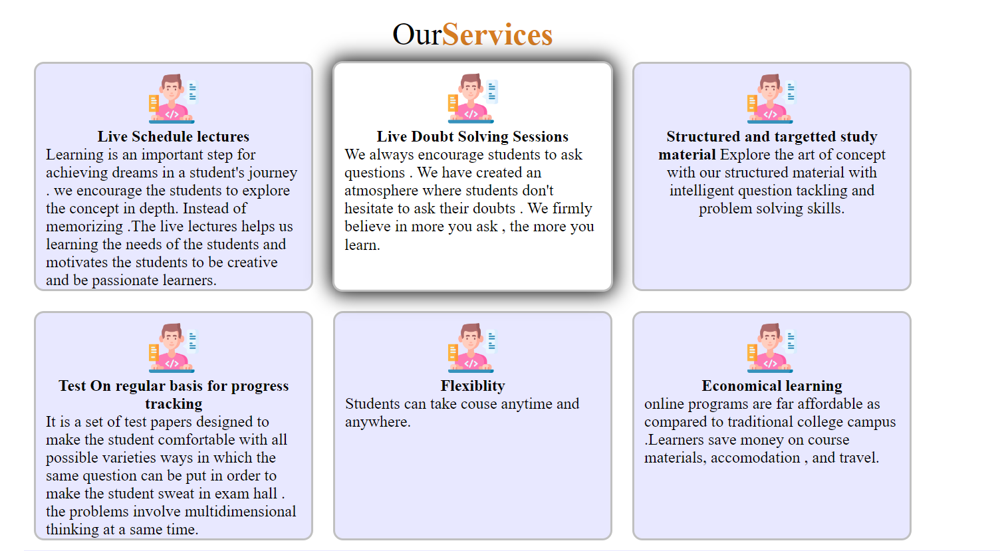 OurServices
Live Schedule lectures
Learning is an important step for
achieving dreams in a student's journey
. we encourage the students to explore
the concept in depth. Instead of
memorizing .The live lectures helps us
learning the needs of the students and
motivates the students to be creative
and be passionate learners.
Live Doubt Solving Sessions
We always encourage students to ask
questions . We have created an
atmosphere where students don't
hesitate to ask their doubts . We firmly
believe in more you ask , the more you
learn.
Structured and targetted study
material Explore the art of concept
with our structured material with
intelligent question tackling and
problem solving skills.
Test On regular basis for progress
tracking
It is a set of test papers designed to
make the student comfortable with all
possible varieties ways in which the
same question can be put in order to
make the student sweat in exam hall .
the problems involve multidimensional
thinking at a same time.
Flexiblity
Students can take couse anytime and
anywhere.
Economical learning
online programs are far affordable as
compared to traditional college campus
.Learners save money on course
materials, accomodation , and travel.